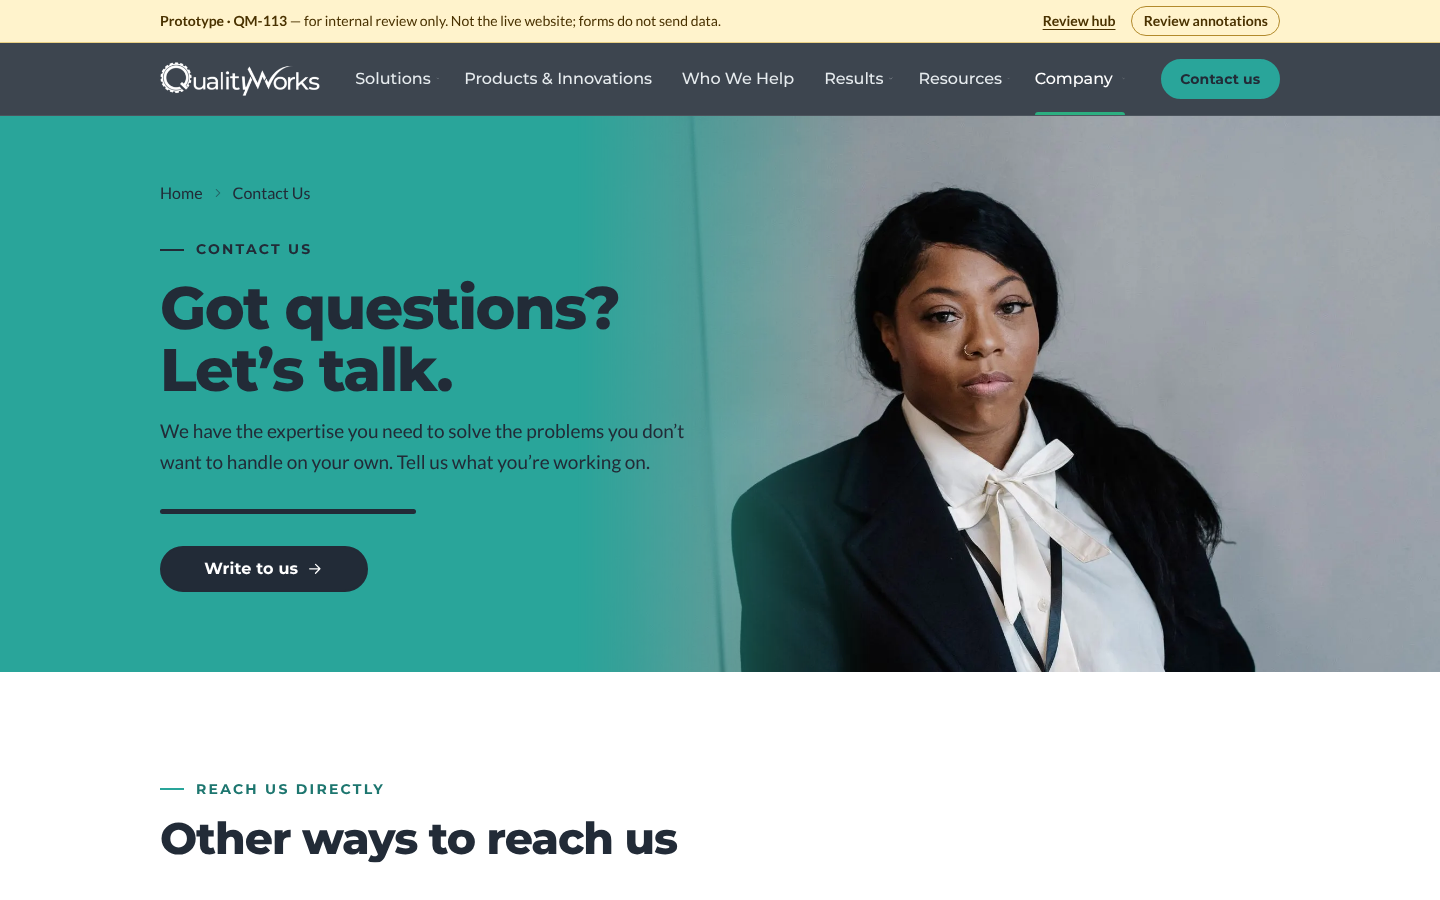 Prototype · QM-113 — for internal review only. Not the live website; forms do not send data.
Review hub
Review annotations
QualityWorks
Solutions
Products & Innovations
Who We Help
Results
Resources
Company
Contact us
Home
Contact Us
CONTACT US
Got questions?
Let’s talk.
We have the expertise you need to solve the problems you don’t
want to handle on your own. Tell us what you’re working on.
Write to us →
REACH US DIRECTLY
Other ways to reach us